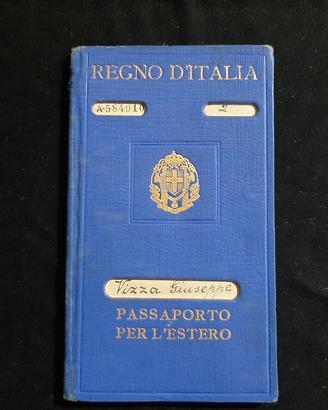 REGNO D'ITALIA
A-584910 2
Vizza Giuseppe
PASSAPORTO
PER L'ESTERO